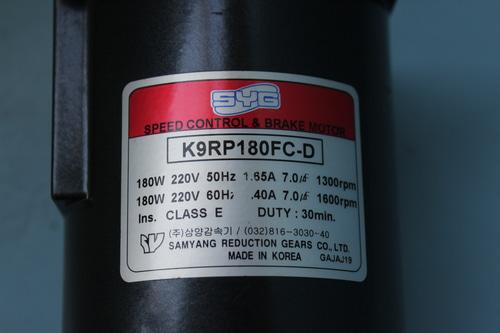 SYG
SPEED CONTROL & BRAKE MOTOR
K9RP180FC-D
180W 220V 50Hz 1.65A 7.0㎌ 1300rpm
180W 220V 60Hz .40A 7.0㎌ 1600rpm
Ins. CLASS E DUTY : 30min.
(주)삼양감속기 / (032)816-3030~40
SAMYANG REDUCTION GEARS CO., LTD.
MADE IN KOREA GAJAJ19